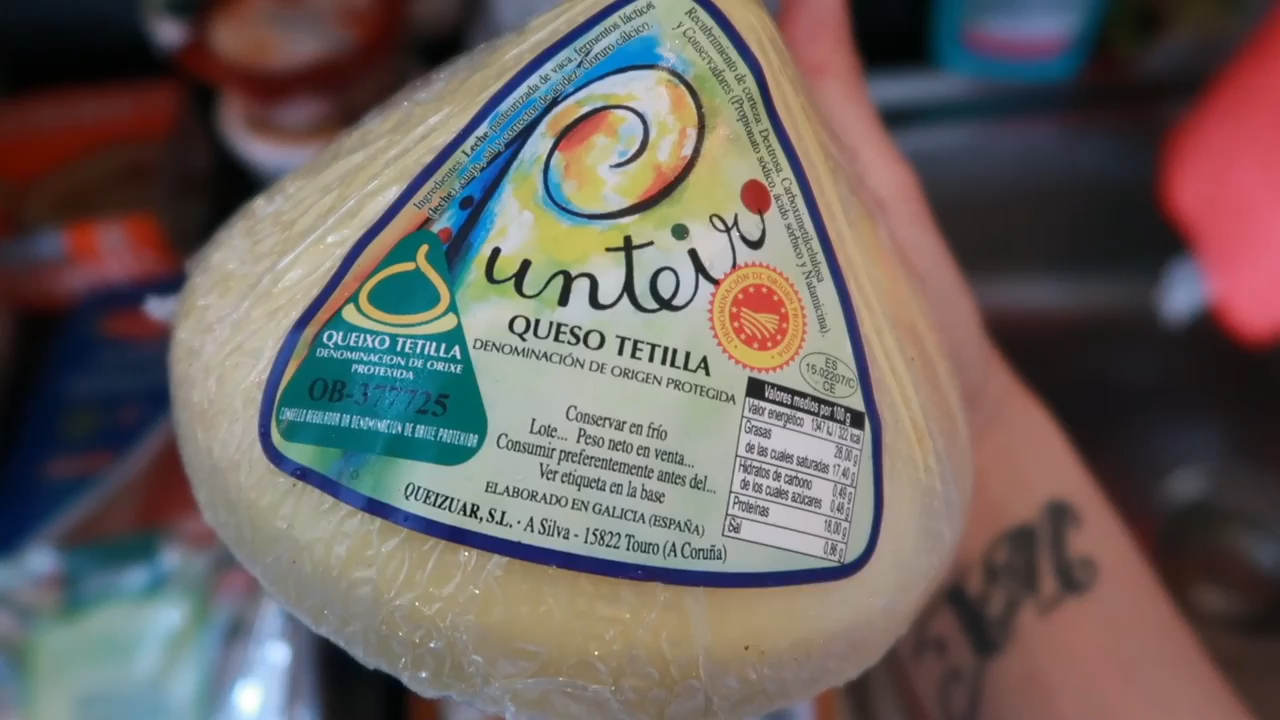 Ingredientes: Leche pasteurizada de vaca, fermentos lácticos
(leche), cuajo, sal y corrector de acidez: cloruro cálcico.
Recubrimiento de corteza: Dextrosa, Carboximetilcelulosa
y Conservadores (Propionato sódico, ácido sórbico y Natamicina).
unteiro
QUESO TETILLA
DENOMINACIÓN DE ORIGEN PROTEGIDA
DENOMINACIÓN DE ORIGEN PROTEGIDA
QUEIXO TETILLA
DENOMINACION DE ORIXE
PROTEXIDA
OB-377725
CONSELLO REGULADOR DA DENOMINACION DE ORIXE PROTEXIDA
ES
15.02207/C
CE
Conservar en frío
Lote... Peso neto en venta...
Consumir preferentemente antes del...
Ver etiqueta en la base
ELABORADO EN GALICIA (ESPAÑA)
QUEIZUAR, S.L. · A Silva - 15822 Touro (A Coruña)
Valores medios por 100 g
Valor energético 1347 kJ / 322 kcal
Grasas 28,00 g
de las cuales saturadas 17,40 g
Hidratos de carbono 0,49 g
de los cuales azúcares 0,48 g
Proteínas 18,00 g
Sal 0,86 g